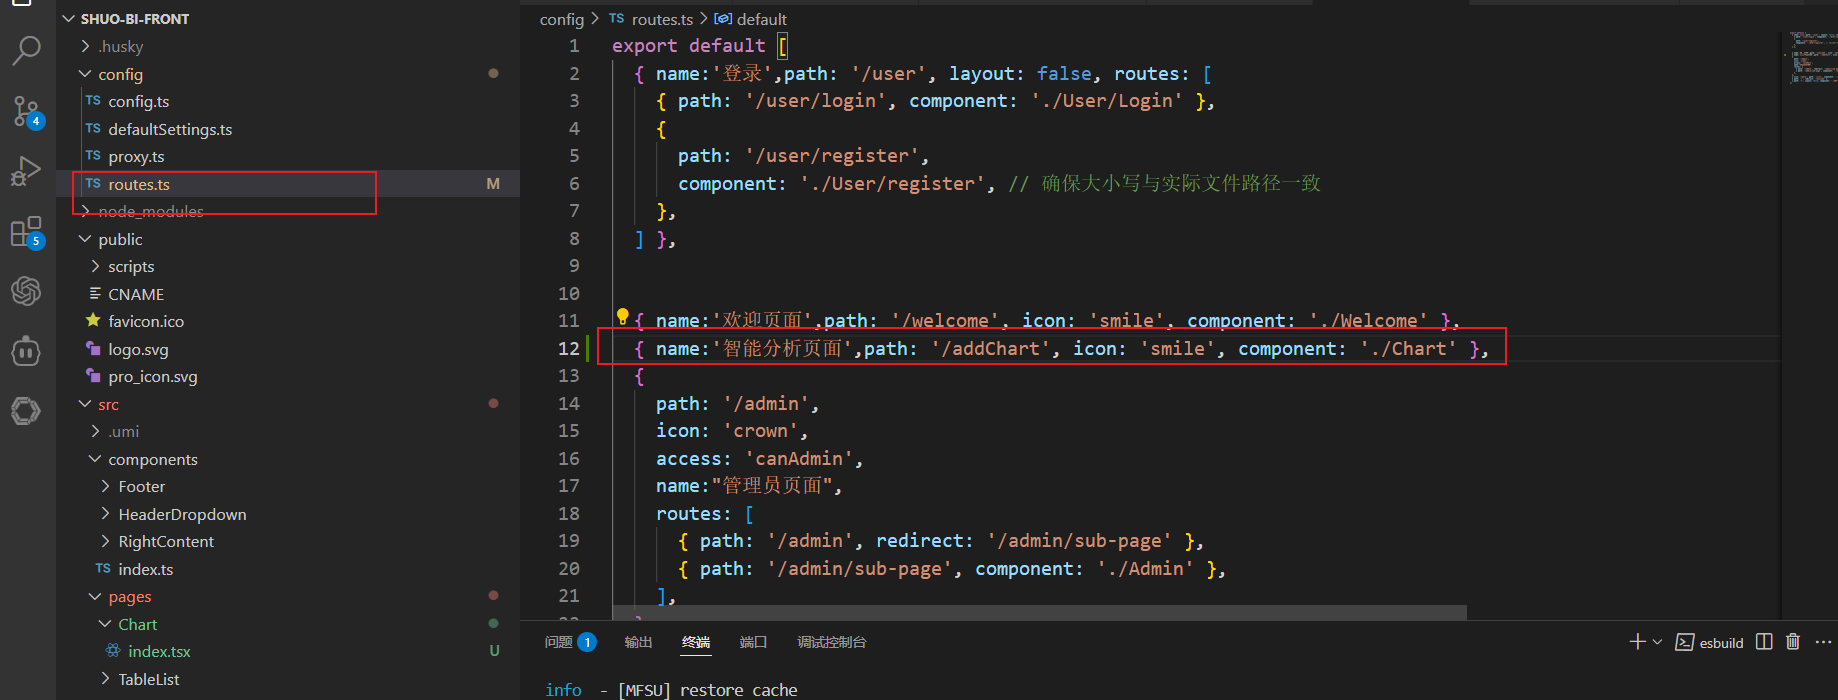 SHUO-BI-FRONT
.husky
config
TS config.ts
TS defaultSettings.ts
TS proxy.ts
TS routes.ts M
node_modules
public
scripts
CNAME
favicon.ico
logo.svg
pro_icon.svg
src
.umi
components
Footer
HeaderDropdown
RightContent
TS index.ts
pages
Chart
index.tsx U
TableList
4
5
config > TS routes.ts > default
1 export default [
2 { name:'登录',path: '/user', layout: false, routes: [
3 { path: '/user/login', component: './User/Login' },
4 {
5 path: '/user/register',
6 component: './User/register', // 确保大小写与实际文件路径一致
7 },
8 ] },
9
10
11 { name:'欢迎页面',path: '/welcome', icon: 'smile', component: './Welcome' },
12 { name:'智能分析页面',path: '/addChart', icon: 'smile', component: './Chart' },
13 {
14 path: '/admin',
15 icon: 'crown',
16 access: 'canAdmin',
17 name:"管理员页面",
18 routes: [
19 { path: '/admin', redirect: '/admin/sub-page' },
20 { path: '/admin/sub-page', component: './Admin' },
21 ],
问题 1 输出 终端 端口 调试控制台 esbuild
info - [MFSU] restore cache